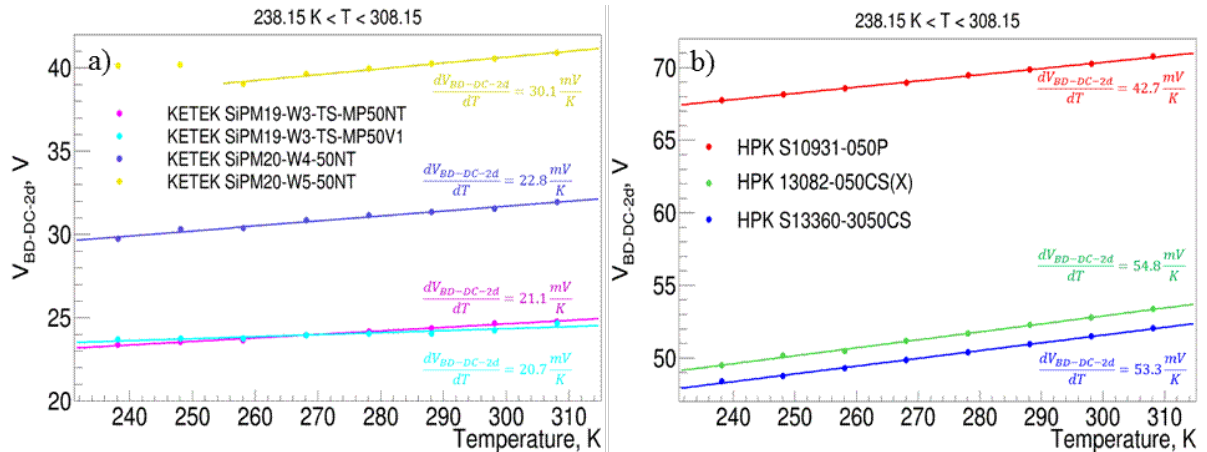 238.15 K < T < 308.15
a)
V_BD-DC-2d, V
40
35
30
25
20
KETEK SiPM19-W3-TS-MP50NT
KETEK SiPM19-W3-TS-MP50V1
KETEK SiPM20-W4-50NT
KETEK SiPM20-W5-50NT
dV_BD-DC-2d/dT = 30.1 mV/K
dV_BD-DC-2d/dT = 22.8 mV/K
dV_BD-DC-2d/dT = 21.1 mV/K
dV_BD-DC-2d/dT = 20.7 mV/K
240 250 260 270 280 290 300 310
Temperature, K
238.15 K < T < 308.15
b)
V_BD-DC-2d, V
70
65
60
55
50
HPK S10931-050P
HPK 13082-050CS(X)
HPK S13360-3050CS
dV_BD-DC-2d/dT = 42.7 mV/K
dV_BD-DC-2d/dT = 54.8 mV/K
dV_BD-DC-2d/dT = 53.3 mV/K
240 250 260 270 280 290 300 310
Temperature, K